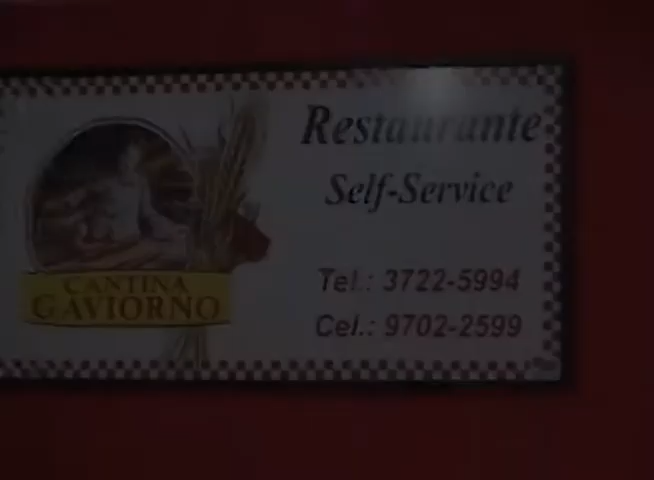 Restaurante
Self-Service
Tel.: 3722-5994
Cel.: 9702-2599
CANTINA
GAVIORNO